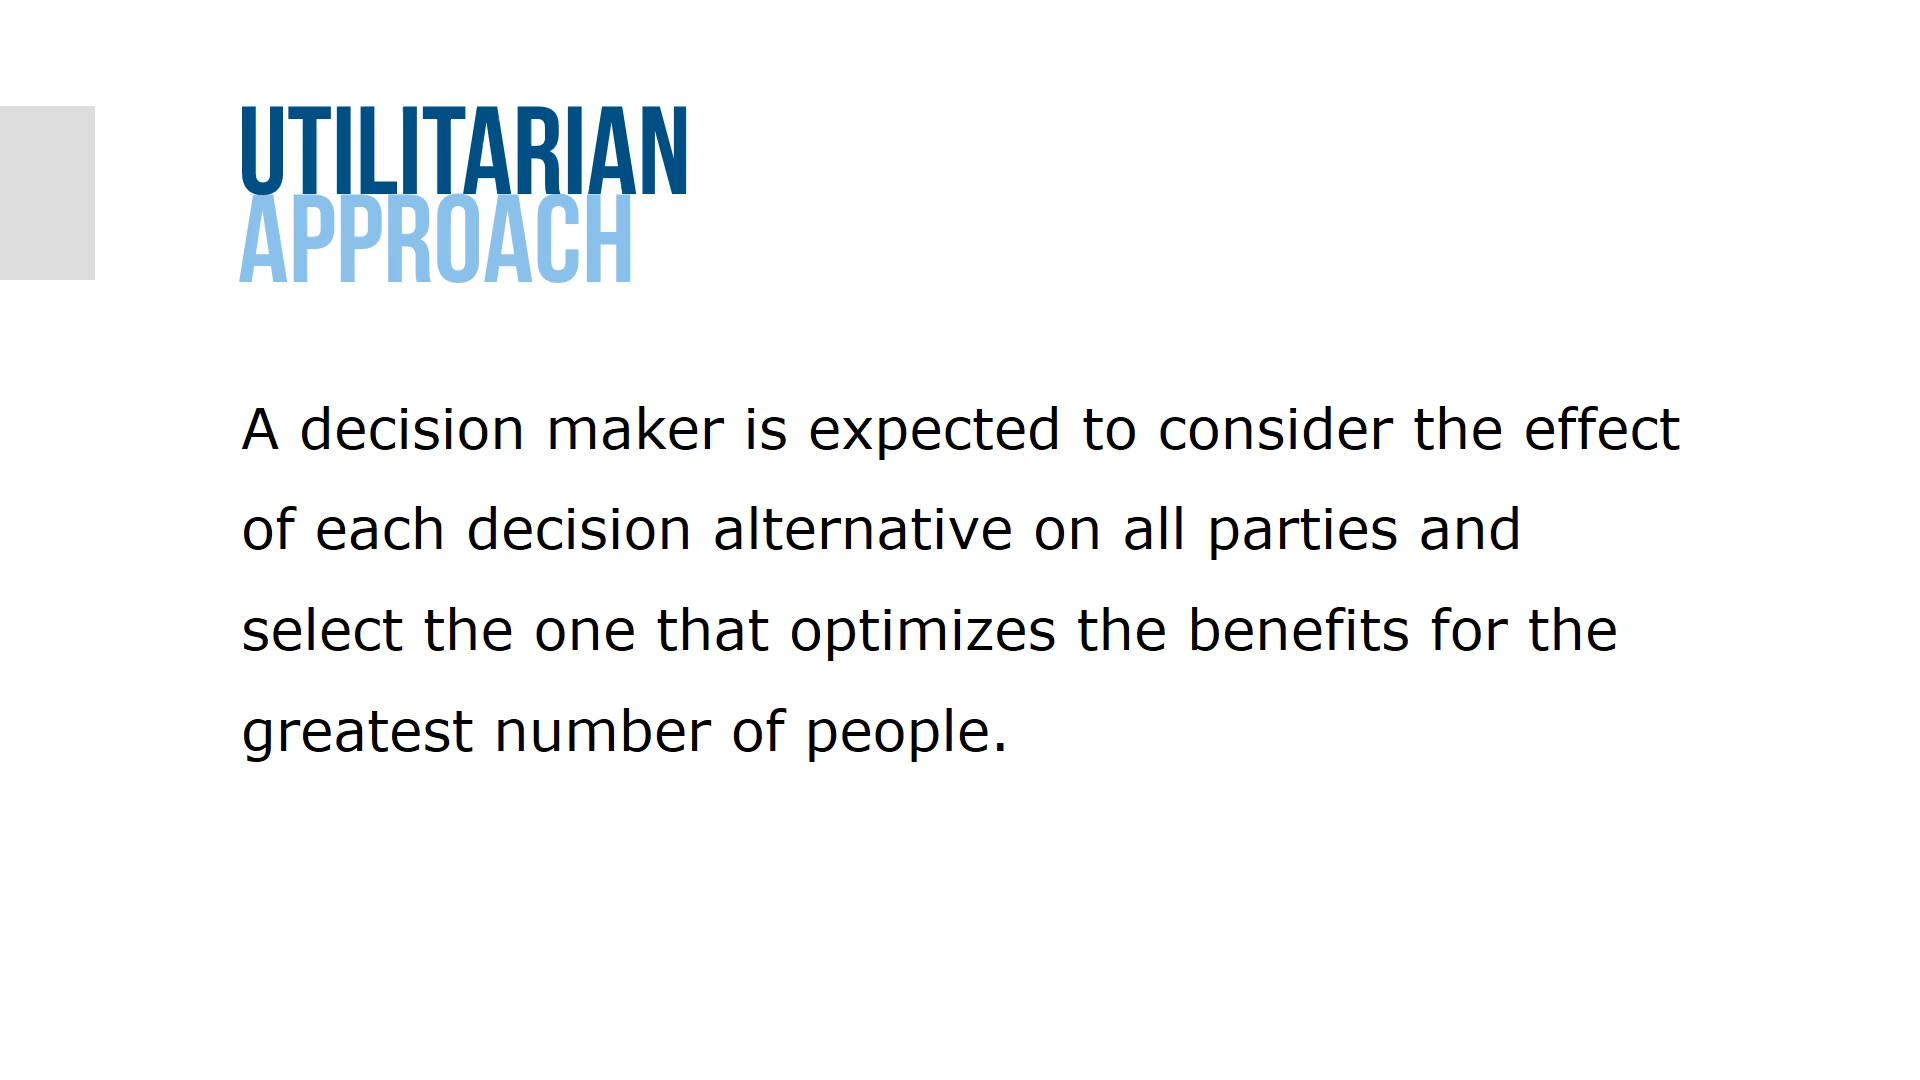 UTILITARIAN
APPROACH
A decision maker is expected to consider the effect
of each decision alternative on all parties and
select the one that optimizes the benefits for the
greatest number of people.